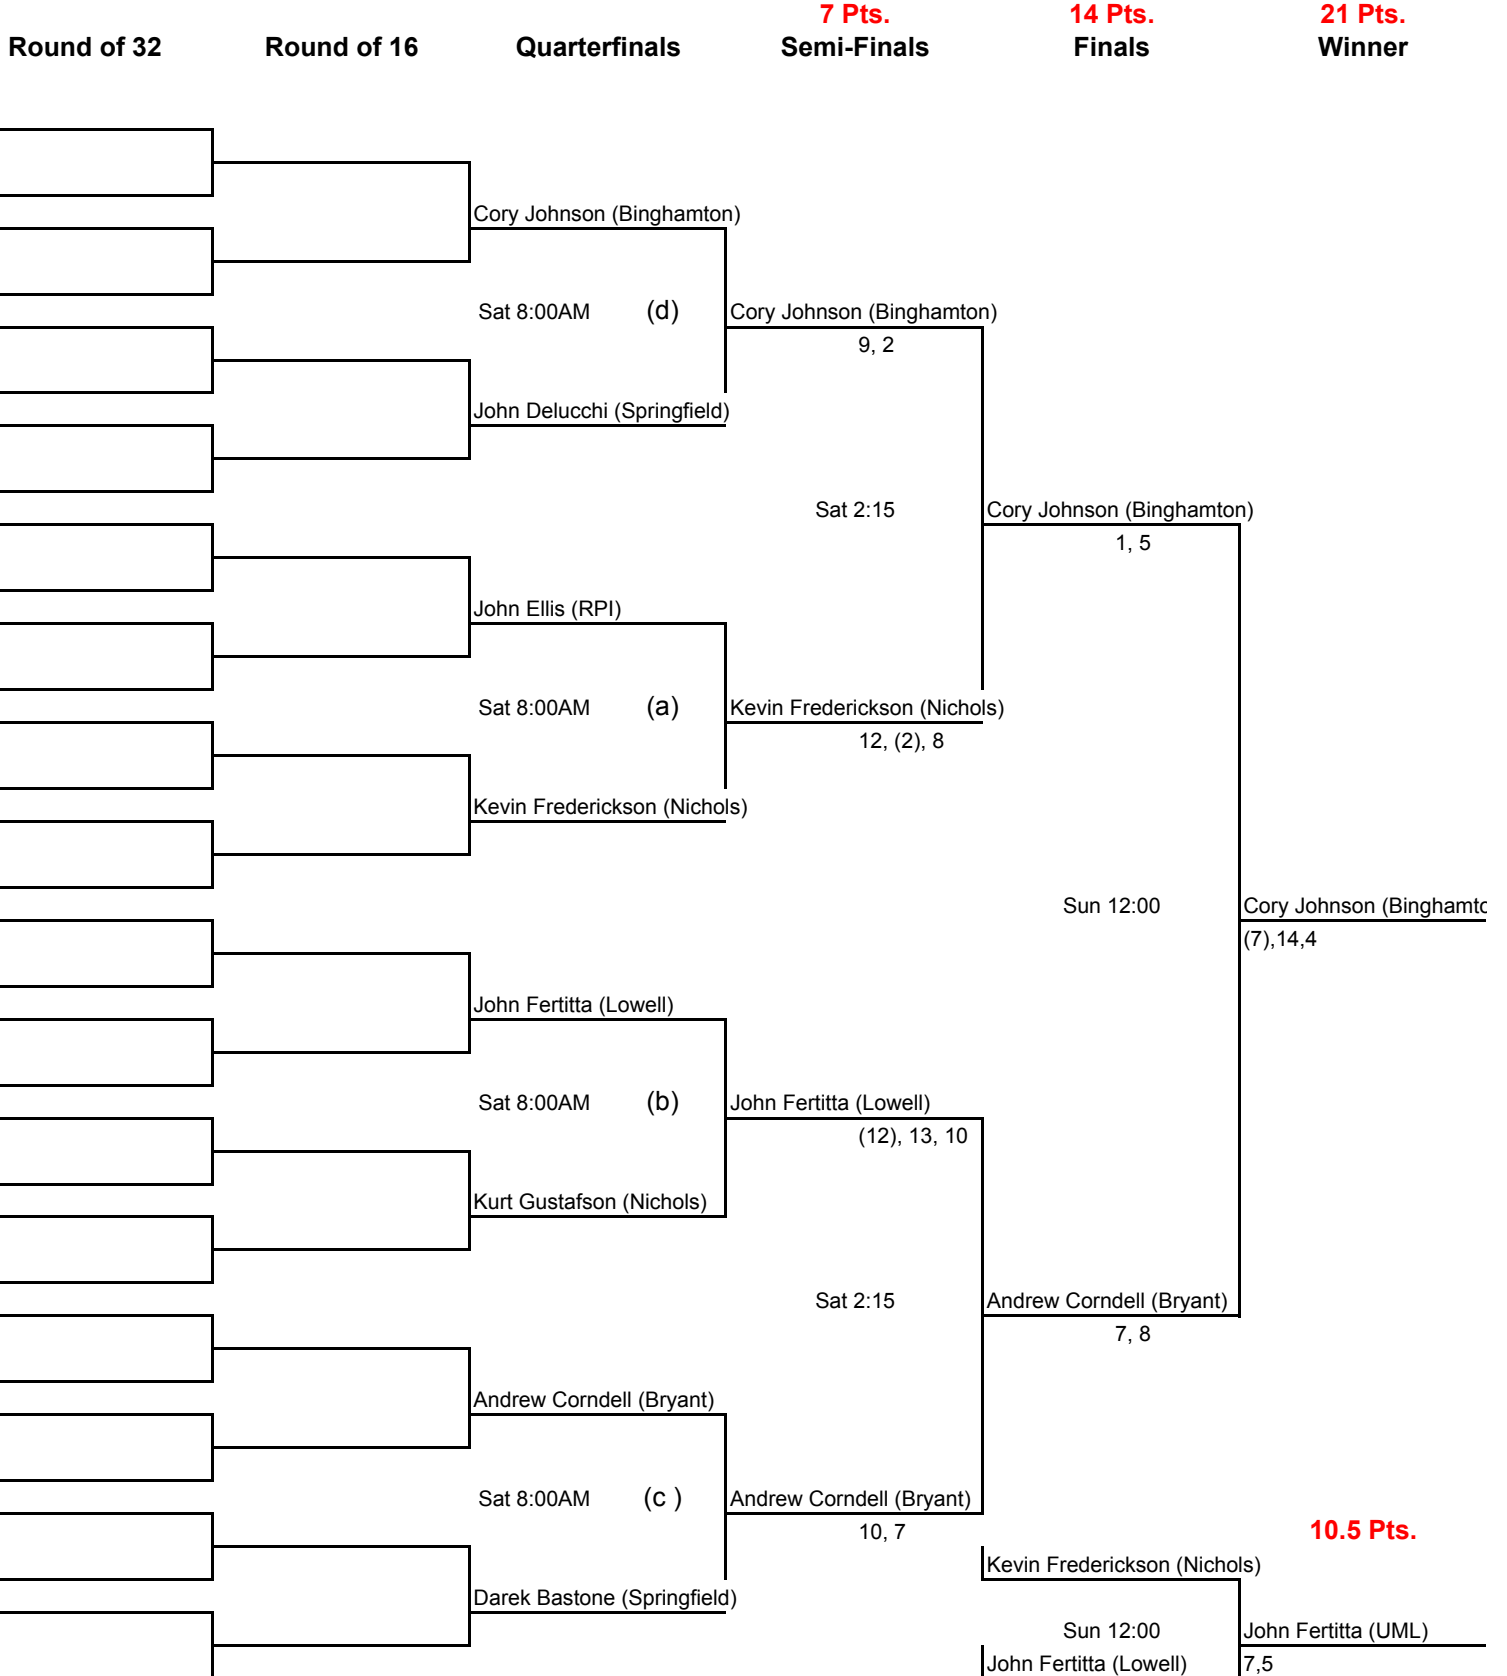 7 Pts. 14 Pts. 21 Pts.
Round of 32 Round of 16 Quarterfinals Semi-Finals Finals Winner
Cory Johnson (Binghamton)
Sat 8:00AM (d) Cory Johnson (Binghamton)
9, 2
John Delucchi (Springfield)
Sat 2:15 Cory Johnson (Binghamton)
1, 5
John Ellis (RPI)
Sat 8:00AM (a) Kevin Frederickson (Nichols)
12, (2), 8
Kevin Frederickson (Nichols)
Sun 12:00 Cory Johnson (Binghamto
(7),14,4
John Fertitta (Lowell)
Sat 8:00AM (b) John Fertitta (Lowell)
(12), 13, 10
Kurt Gustafson (Nichols)
Sat 2:15 Andrew Corndell (Bryant)
7, 8
Andrew Corndell (Bryant)
Sat 8:00AM (c ) Andrew Corndell (Bryant)
10, 7 10.5 Pts.
Kevin Frederickson (Nichols)
Darek Bastone (Springfield)
Sun 12:00 John Fertitta (UML)
John Fertitta (Lowell) 7,5